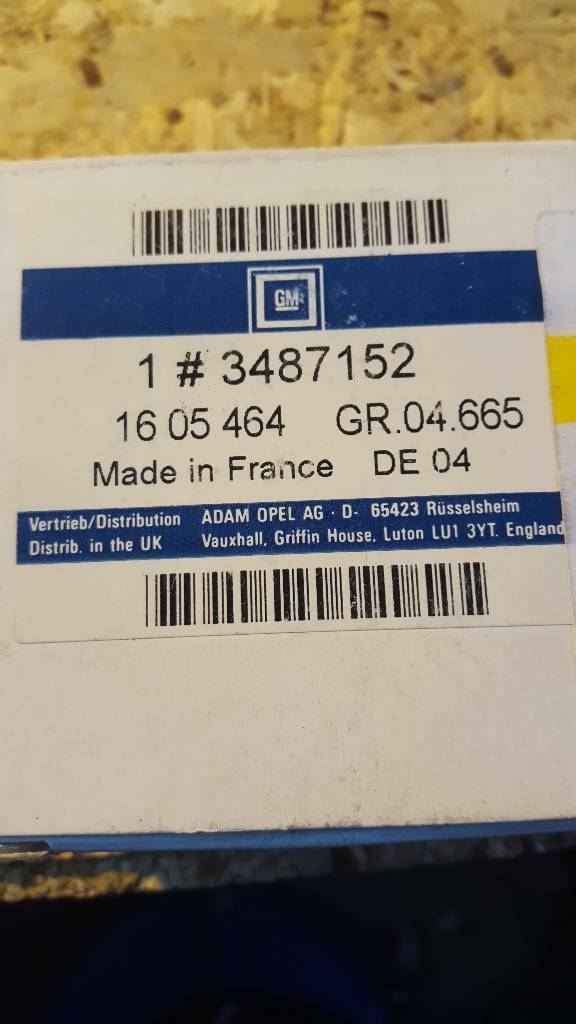 GM
1 # 3487152
16 05 464 GR.04.665
Made in France DE 04
Vertrieb/Distribution ADAM OPEL AG · D- 65423 Rüsselsheim
Distrib. in the UK Vauxhall, Griffin House. Luton LU1 3YT. England